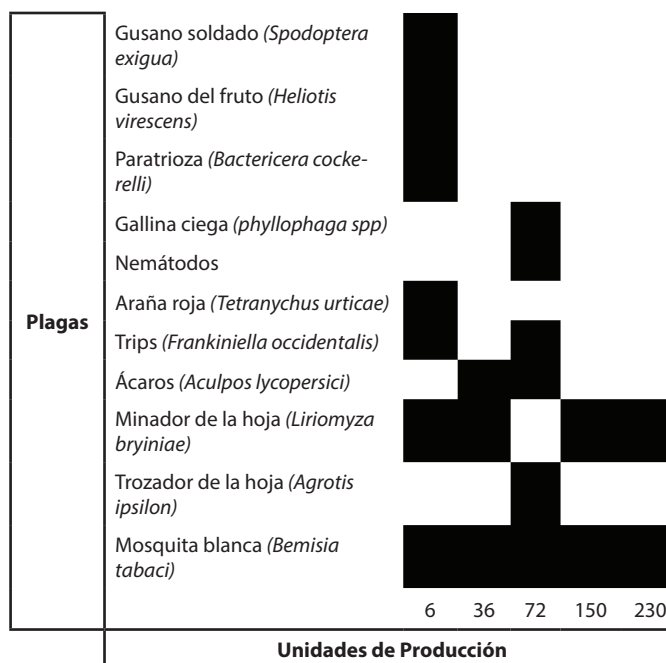 Gusano soldado (Spodoptera
exigua)
Gusano del fruto (Heliotis
virescens)
Paratrioza (Bactericera cocke-
relli)
Gallina ciega (phyllophaga spp)
Nemátodos
Araña roja (Tetranychus urticae)
Plagas
Trips (Frankiniella occidentalis)
Ácaros (Aculpos lycopersici)
Minador de la hoja (Liriomyza
bryiniae)
Trozador de la hoja (Agrotis
ipsilon)
Mosquita blanca (Bemisia
tabaci)
6 36 72 150 230
Unidades de Producción